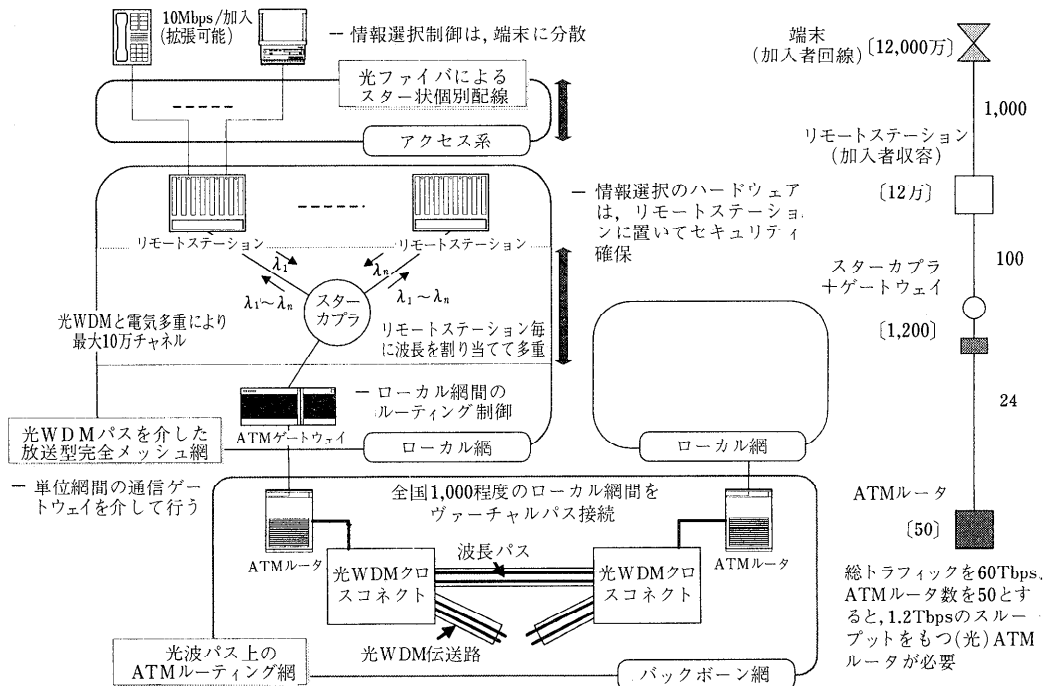 10Mbps/加入
(拡張可能)
― 情報選択制御は, 端末に分散
光ファイバによる
スター状個別配線
アクセス系
リモートステーション
リモートステーション
― 情報選択のハードウェア
は, リモートステーショ
ンに置いてセキュリティ
確保
λ1
λn
λ1~λn
λ1~λn
スター
カプラ
光WDMと電気多重により
最大10万チャネル
リモートステーション毎
に波長を割り当てて多重
― ローカル網間の
ルーティング制御
ATMゲートウェイ
光WDMパスを介した
放送型完全メッシュ網
ローカル網
ローカル網
― 単位網間の通信ゲー
トウェイを介して行う
全国1,000程度のローカル網間を
ヴァーチャルパス接続
ATMルータ
ATMルータ
波長パス
光WDMクロ
スコネクト
光WDMクロ
スコネクト
光WDM伝送路
光波パス上の
ATMルーティング網
バックボーン網
端末
(加入者回線)
〔12,000万〕
1,000
リモートステーション
(加入者収容)
〔12万〕
100
スターカプラ
+ゲートウェイ
〔1,200〕
24
ATMルータ
〔50〕
総トラフィックを60Tbps,
ATMルータ数を50とす
ると, 1.2Tbpsのスルー
プットをもつ(光)ATM
ルータが必要